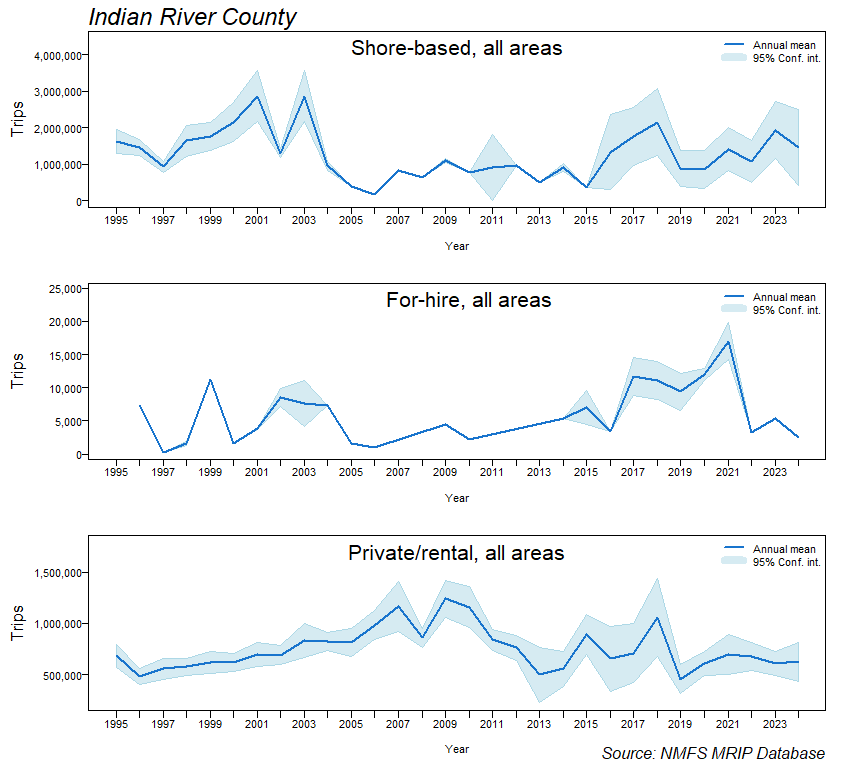 Indian River County
Shore-based, all areas
Annual mean
95% Conf. int.
Trips
4,000,000
3,000,000
2,000,000
1,000,000
0
1995 1997 1999 2001 2003 2005 2007 2009 2011 2013 2015 2017 2019 2021 2023
Year
For-hire, all areas
Annual mean
95% Conf. int.
Trips
25,000
20,000
15,000
10,000
5,000
0
1995 1997 1999 2001 2003 2005 2007 2009 2011 2013 2015 2017 2019 2021 2023
Year
Private/rental, all areas
Annual mean
95% Conf. int.
Trips
1,500,000
1,000,000
500,000
1995 1997 1999 2001 2003 2005 2007 2009 2011 2013 2015 2017 2019 2021 2023
Year
Source: NMFS MRIP Database